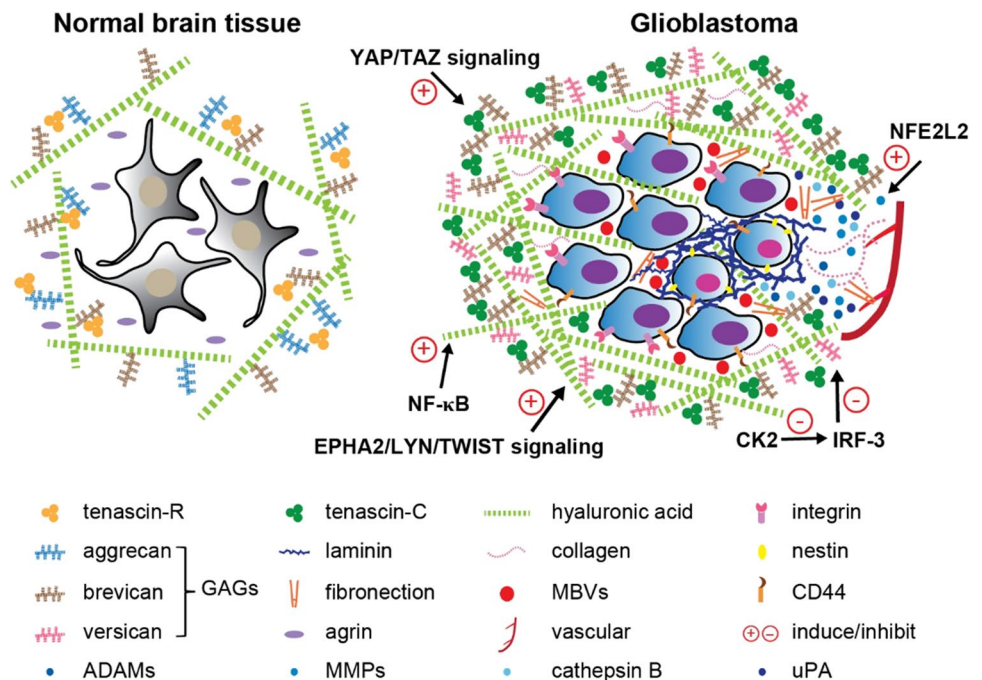 Normal brain tissue
Glioblastoma
YAP/TAZ signaling
+
NFE2L2
+
+
NF-κB
+
EPHA2/LYN/TWIST signaling
−
−
CK2
IRF-3
tenascin-R
tenascin-C
hyaluronic acid
integrin
aggrecan
laminin
collagen
nestin
brevican
GAGs
fibronection
MBVs
CD44
versican
agrin
vascular
+ − induce/inhibit
ADAMs
MMPs
cathepsin B
uPA